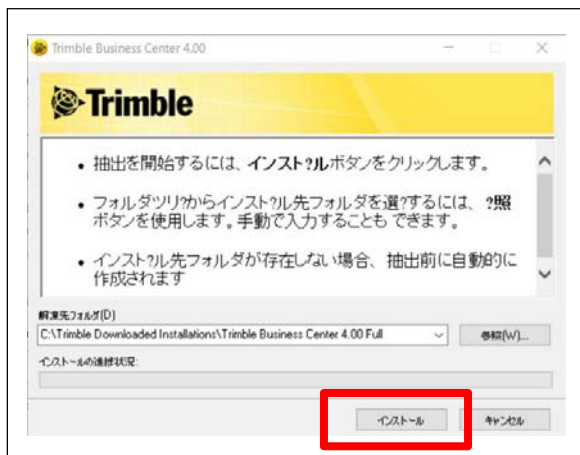 Trimble Business Center 4.00
Trimble
• 抽出を開始するには、インスト?ルボタンをクリックします。
• フォルダツリ?からインスト?ル先フォルダを選?するには、?照
ボタンを使用します。手動で入力することも できます。
• インスト?ル先フォルダが存在しない場合、抽出前に自動的に
作成されます
解凍先フォルダ(D)
C:\Trimble Downloaded Installations\Trimble Business Center 4.00 Full
参照(W)...
インストールの進捗状況:
インストール
キャンセル